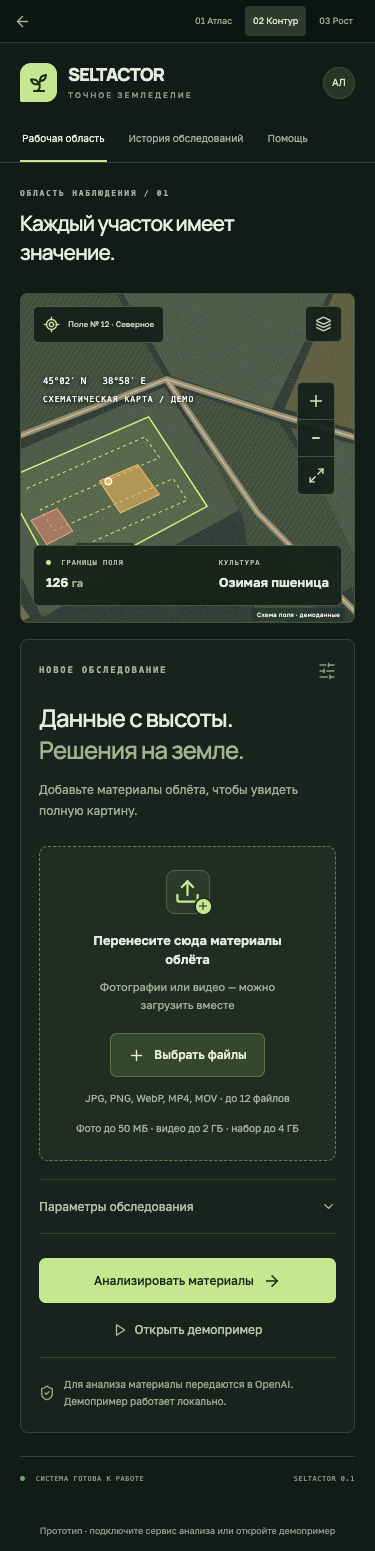 01 Атлас 02 Контур 03 Рост
SELTACTOR
ТОЧНОЕ ЗЕМЛЕДЕЛИЕ
АЛ
Рабочая область История обследований Помощь
ОБЛАСТЬ НАБЛЮДЕНИЯ / 01
Каждый участок имеет
значение.
Поле № 12 · Северное
45°02′ N 38°58′ E
СХЕМАТИЧЕСКАЯ КАРТА / ДЕМО
ГРАНИЦЫ ПОЛЯ КУЛЬТУРА
126 га Озимая пшеница
Схема поля · демоданные
НОВОЕ ОБСЛЕДОВАНИЕ
Данные с высоты.
Решения на земле.
Добавьте материалы облёта, чтобы увидеть
полную картину.
Перенесите сюда материалы
облёта
Фотографии или видео — можно
загрузить вместе
Выбрать файлы
JPG, PNG, WebP, MP4, MOV · до 12 файлов
Фото до 50 МБ · видео до 2 ГБ · набор до 4 ГБ
Параметры обследования
Анализировать материалы
Открыть демопример
Для анализа материалы передаются в OpenAI.
Демопример работает локально.
СИСТЕМА ГОТОВА К РАБОТЕ SELTACTOR 0.1
Прототип · подключите сервис анализа или откройте демопример